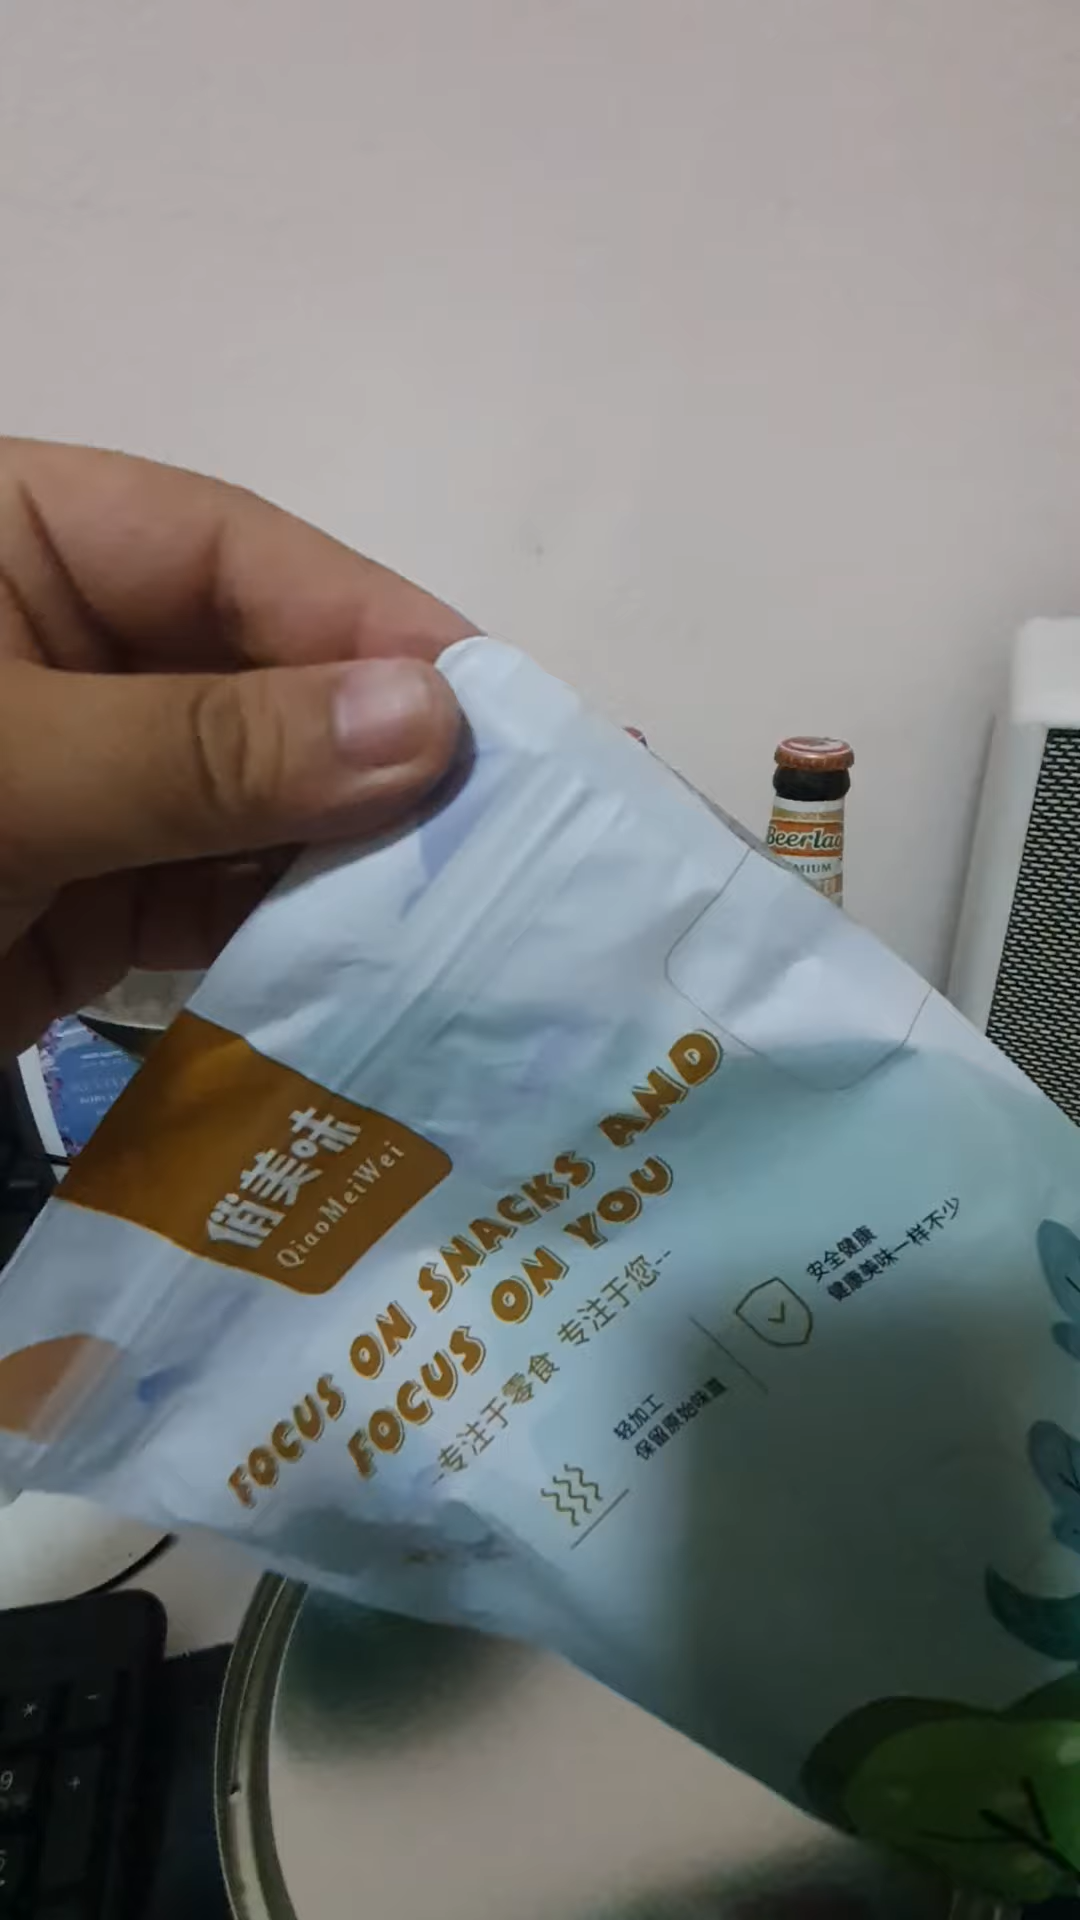 Beerlao
MIUM
俏美味
QiaoMeiWei
FOCUS ON SNACKS AND
FOCUS ON YOU
-专注于零食 专注于您--
安全健康
健康美味一样不少
轻加工
保留原始味道
*
-
9
+